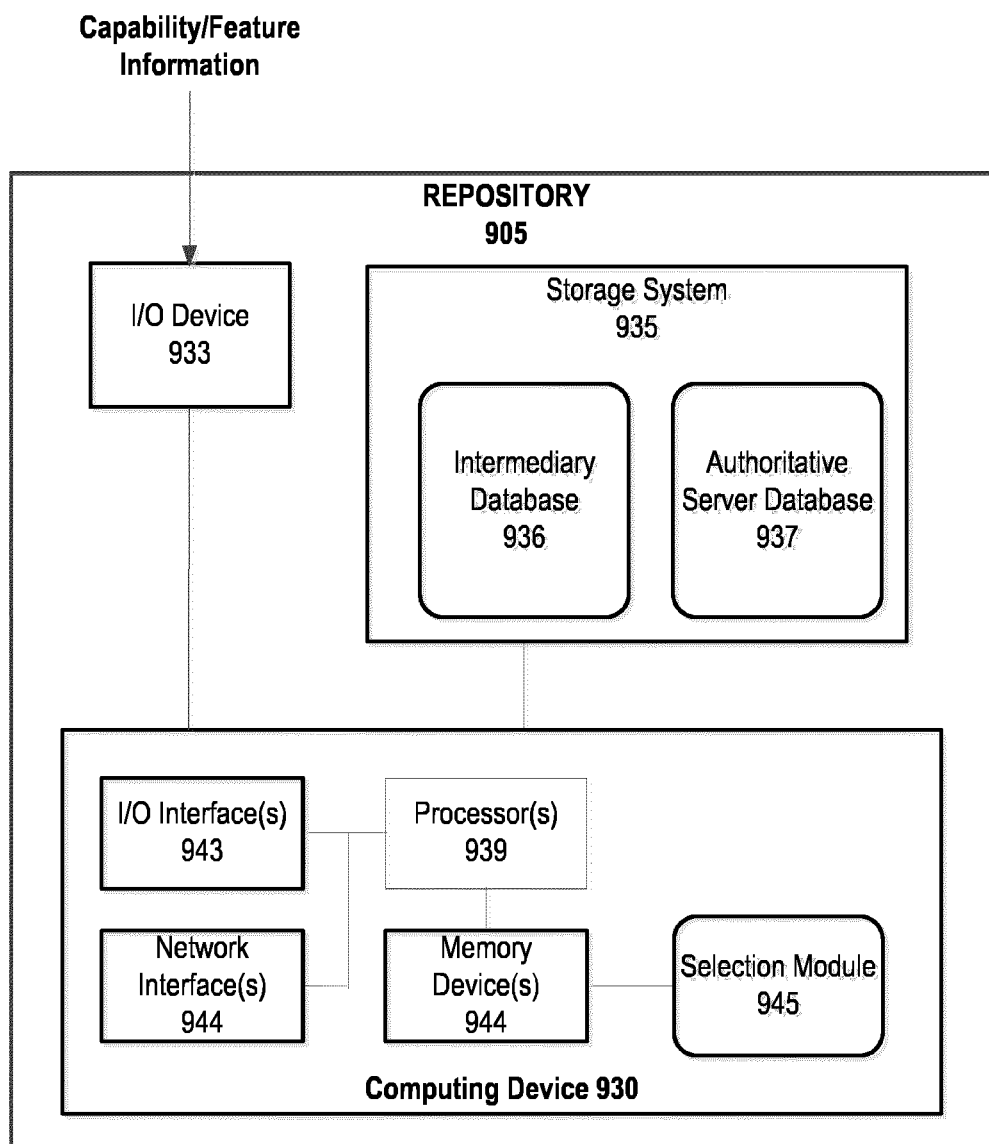 Capability/Feature
Information
REPOSITORY
905
I/O Device
933
Storage System
935
Intermediary
Database
936
Authoritative
Server Database
937
I/O Interface(s)
943
Processor(s)
939
Network
Interface(s)
944
Memory
Device(s)
944
Selection Module
945
Computing Device 930